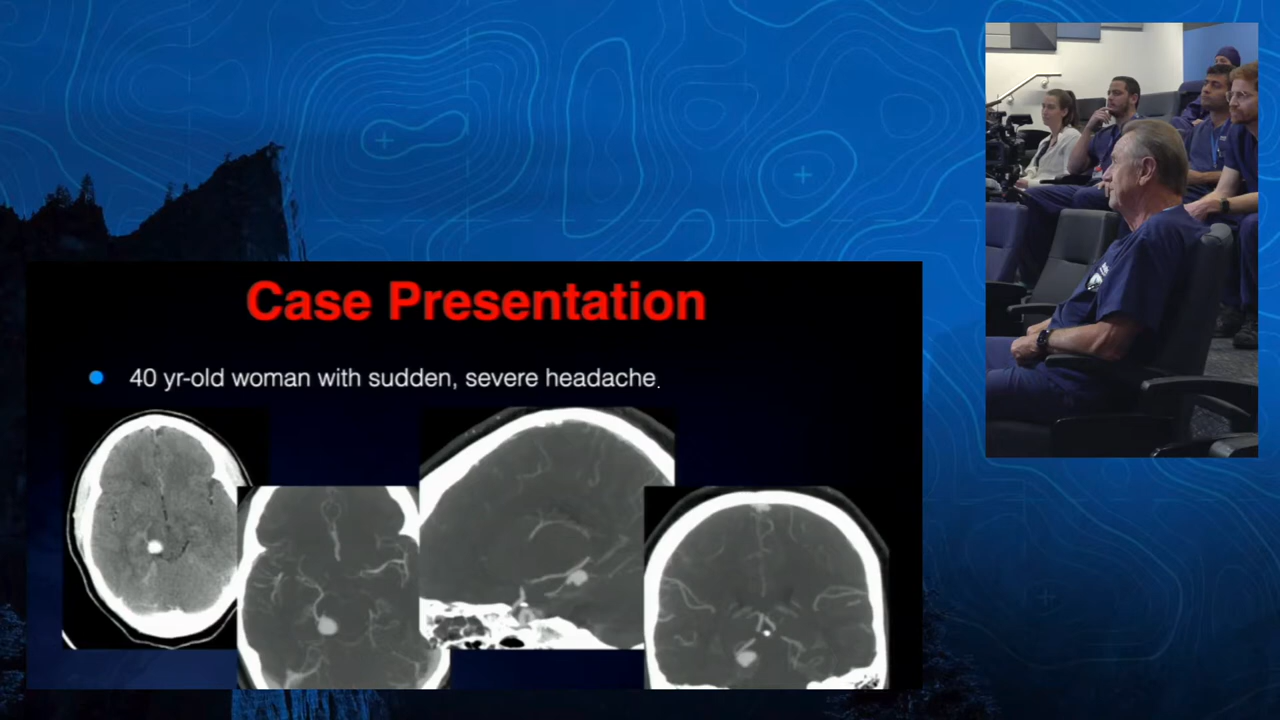 Case Presentation
40 yr-old woman with sudden, severe headache.